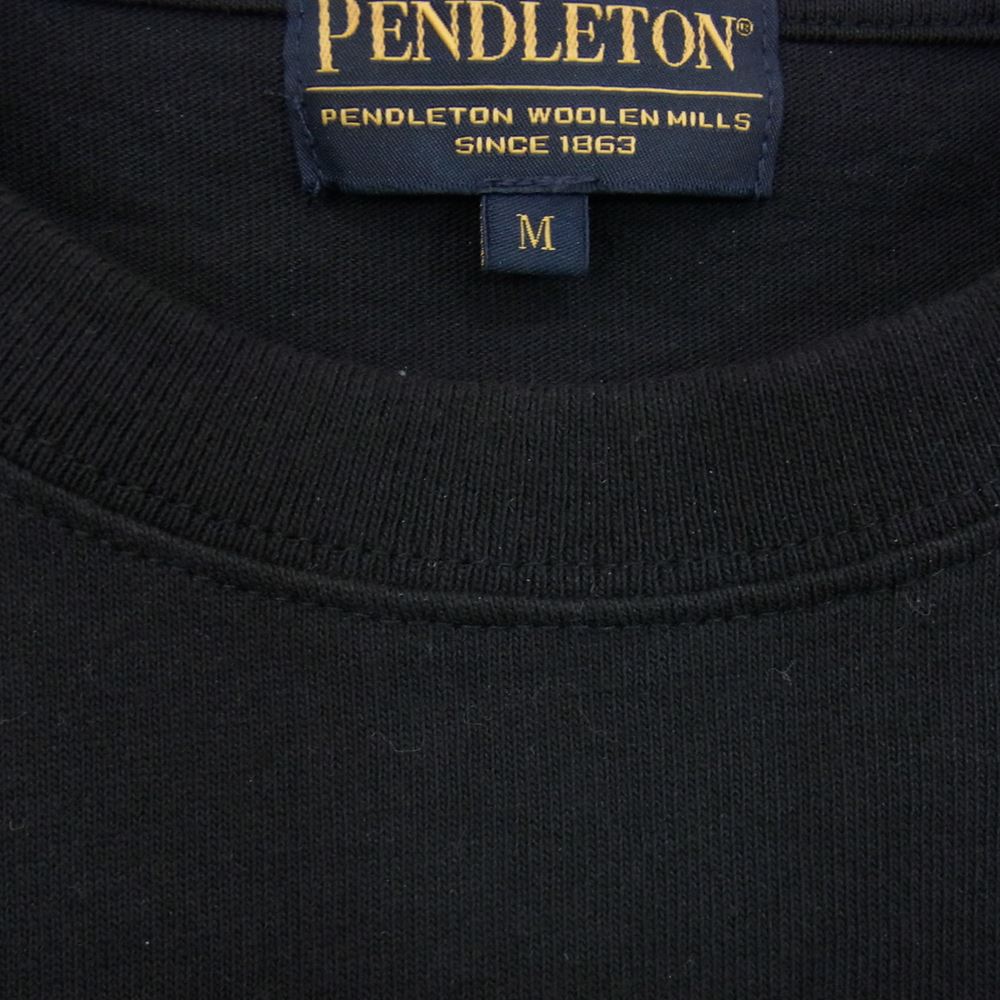 PENDLETON®
PENDLETON WOOLEN MILLS
SINCE 1863
M